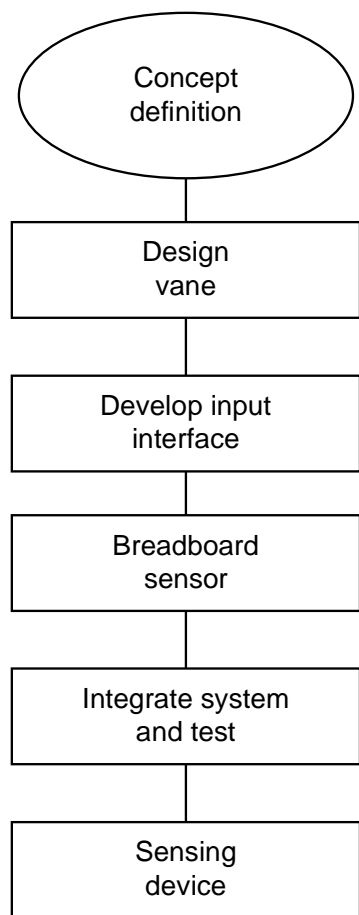 Concept
definition
Design
vane
Develop input
interface
Breadboard
sensor
Integrate system
and test
Sensing
device